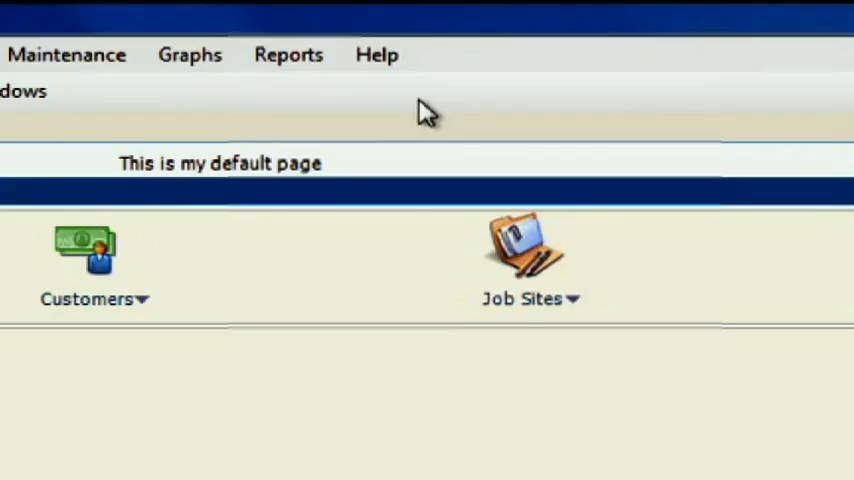 Maintenance Graphs Reports Help
dows
This is my default page
Customers
Job Sites